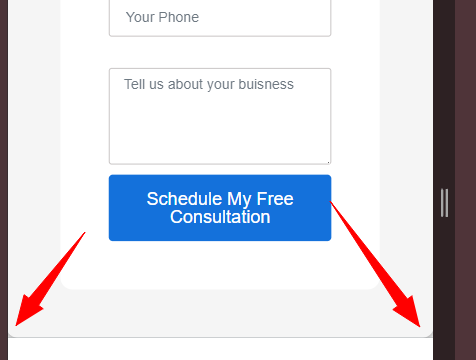 Your Phone
Tell us about your buisness
Schedule My Free
Consultation